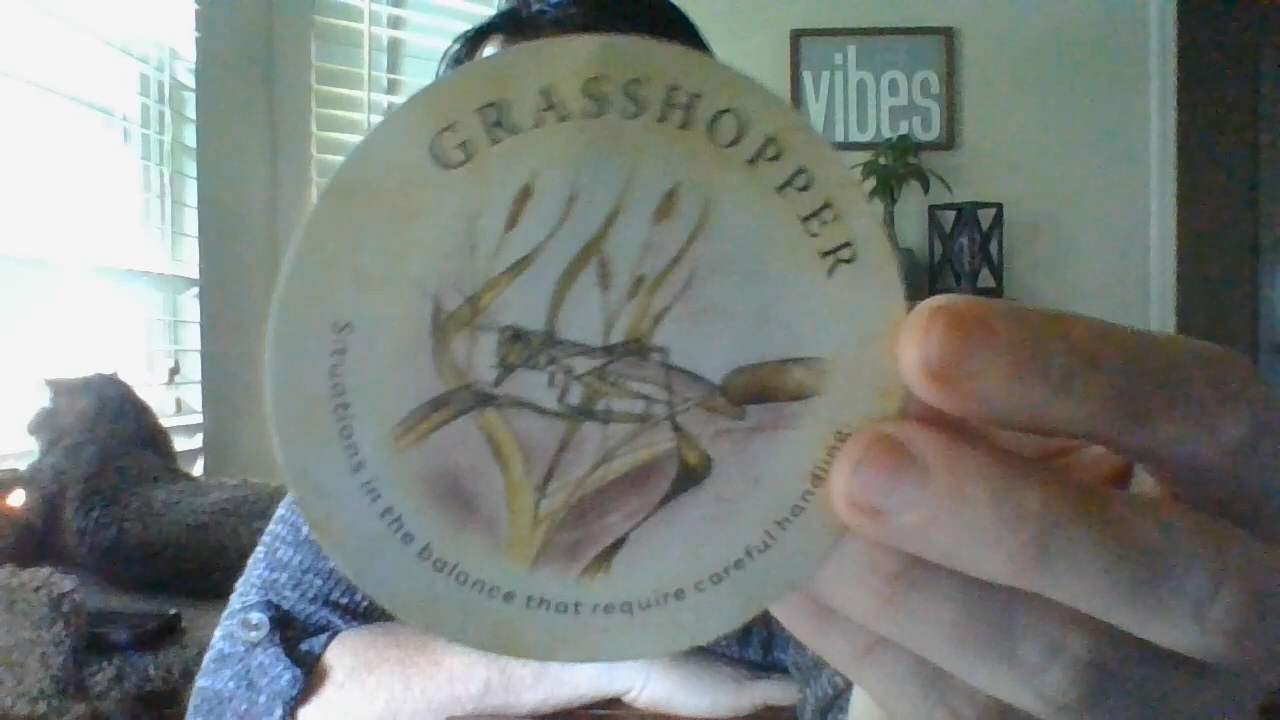 GRASSHOPPER
Situations in the balance that require careful handling
vibes